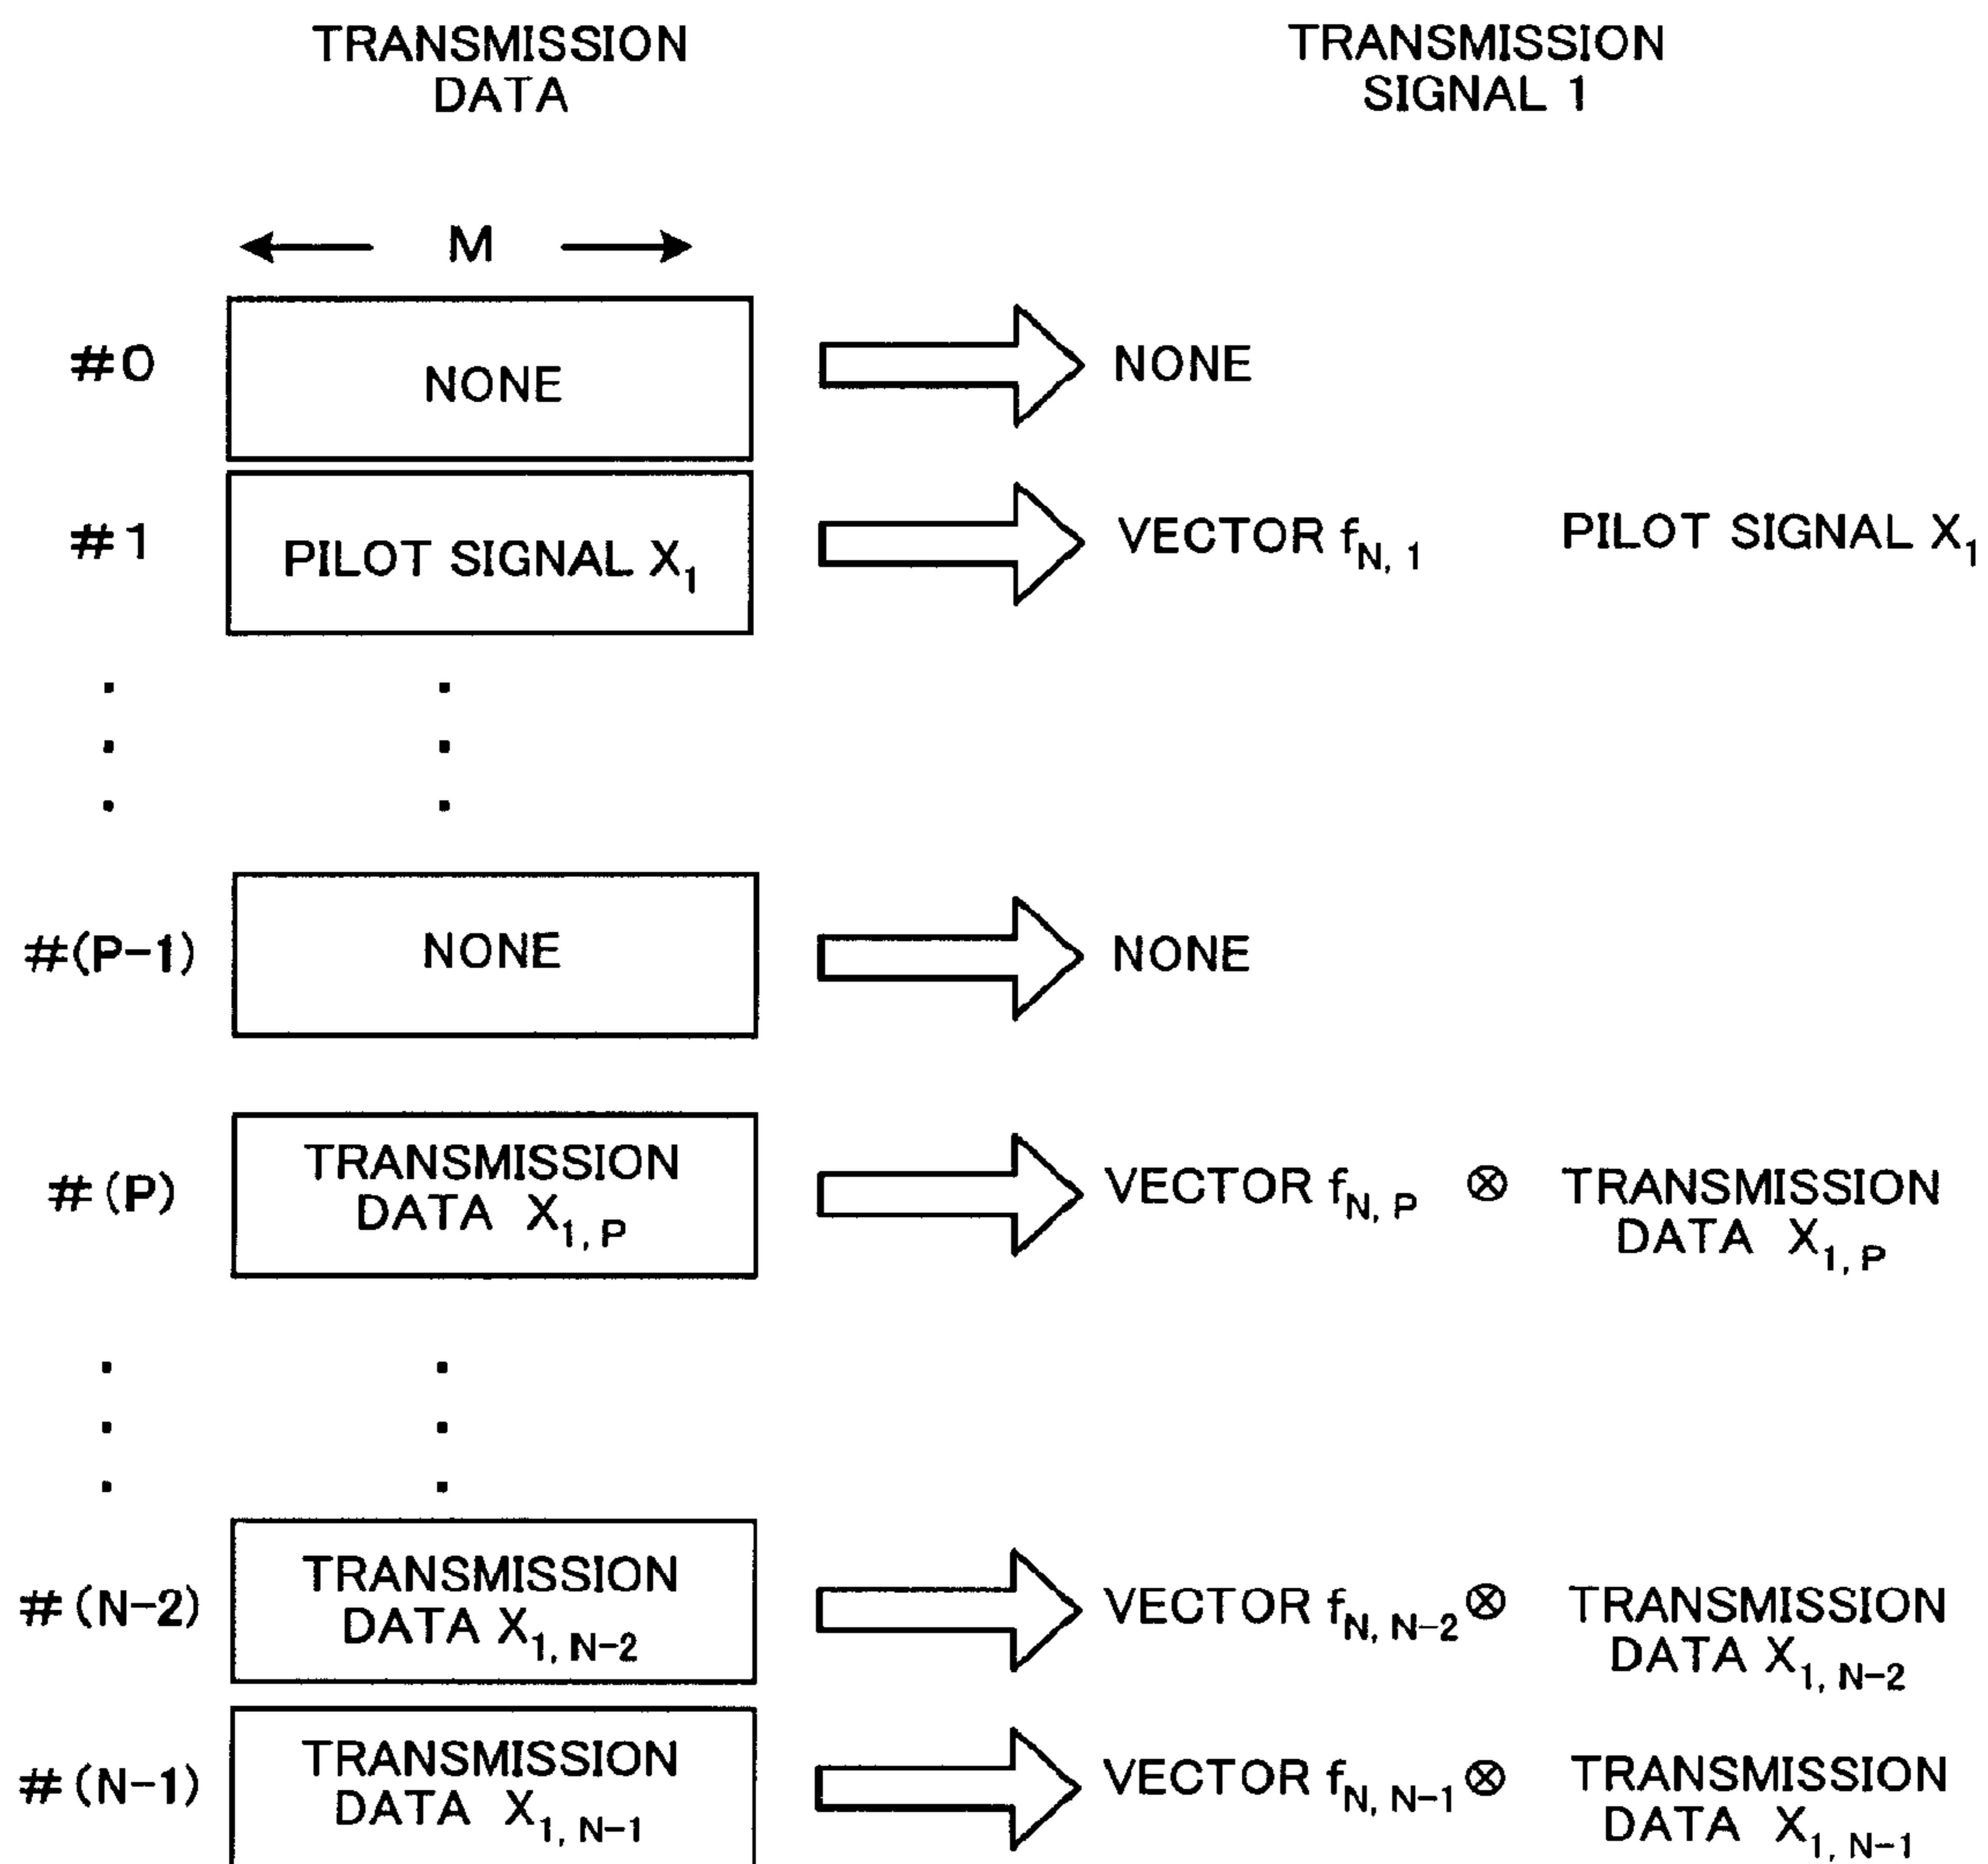 TRANSMISSION DATA
TRANSMISSION SIGNAL 1
M
#0 NONE NONE
#1 PILOT SIGNAL X1 VECTOR fN, 1 PILOT SIGNAL X1
#(P-1) NONE NONE
#(P) TRANSMISSION DATA X1, P VECTOR fN, P ⊗ TRANSMISSION DATA X1, P
#(N-2) TRANSMISSION DATA X1, N-2 VECTOR fN, N-2 ⊗ TRANSMISSION DATA X1, N-2
#(N-1) TRANSMISSION DATA X1, N-1 VECTOR fN, N-1 ⊗ TRANSMISSION DATA X1, N-1